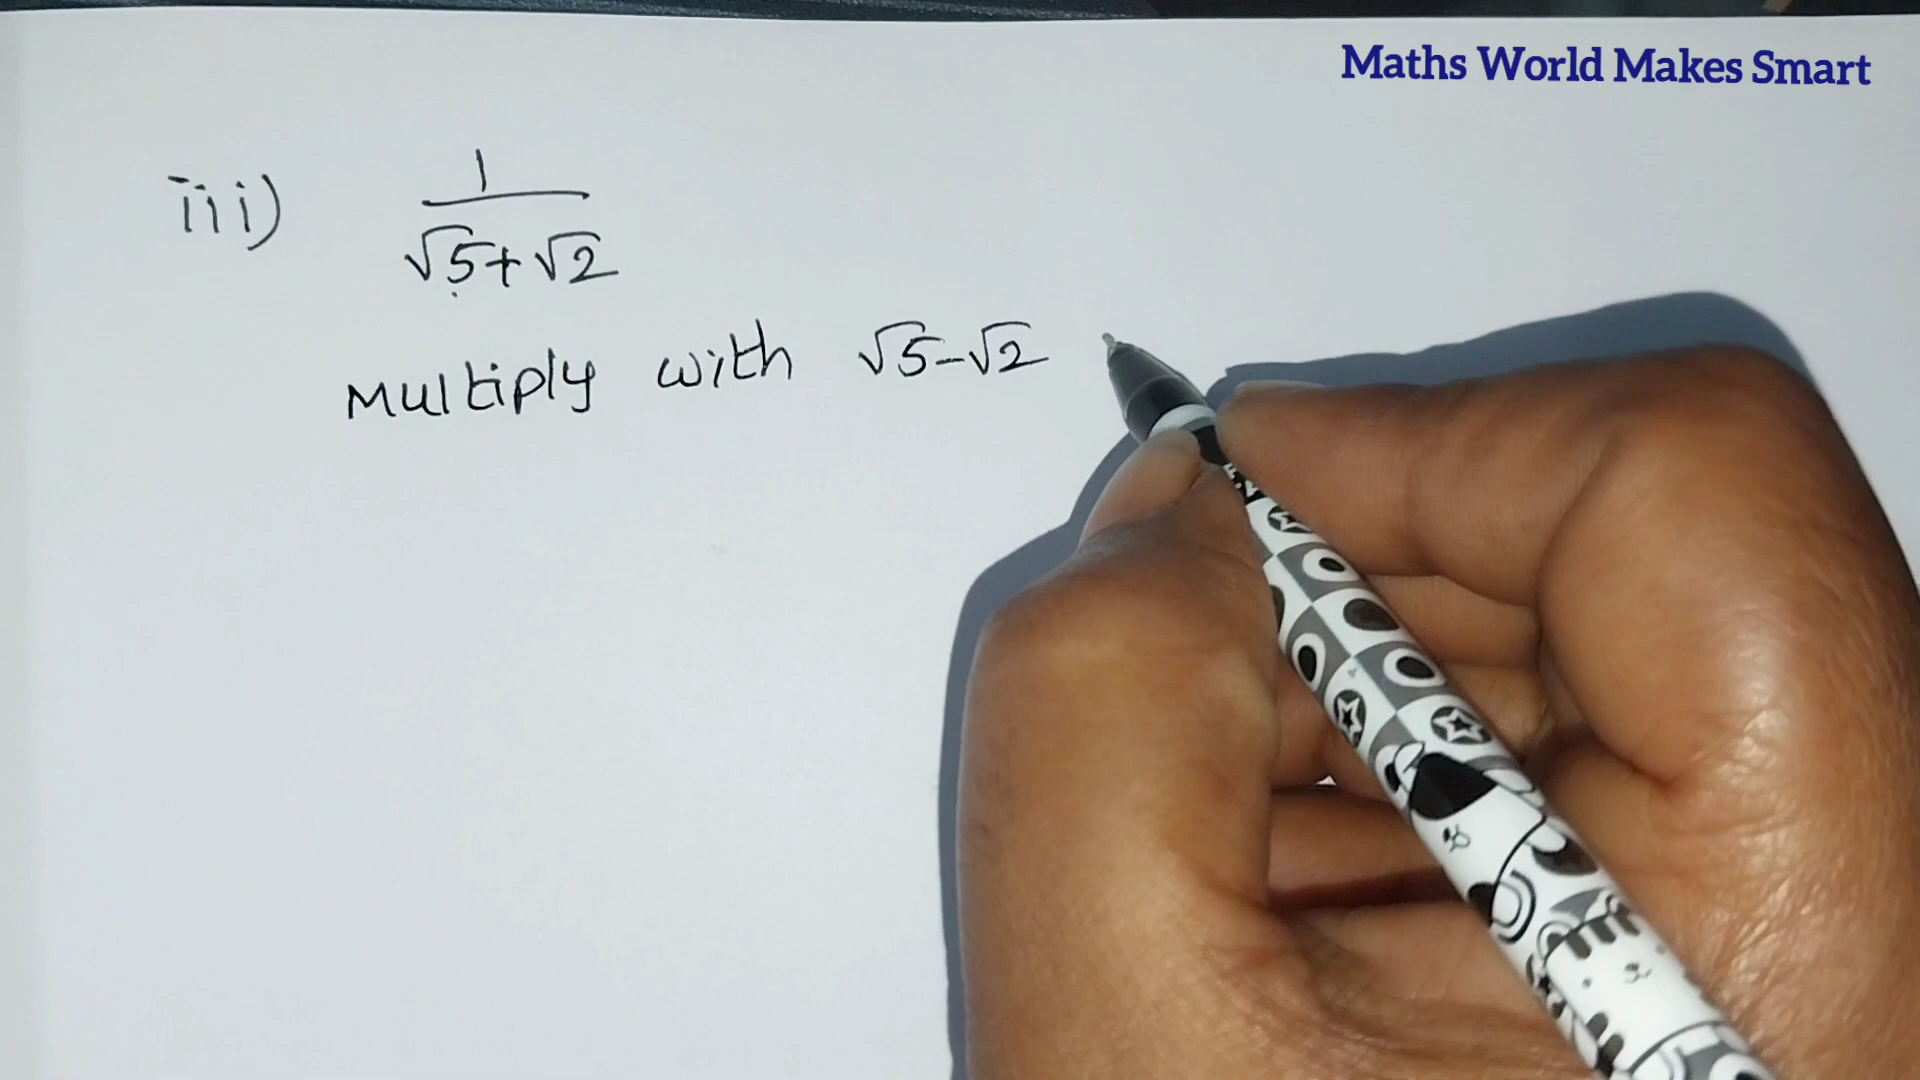 Maths World Makes Smart
iii) 1/(√5+√2)
Multiply with √5-√2